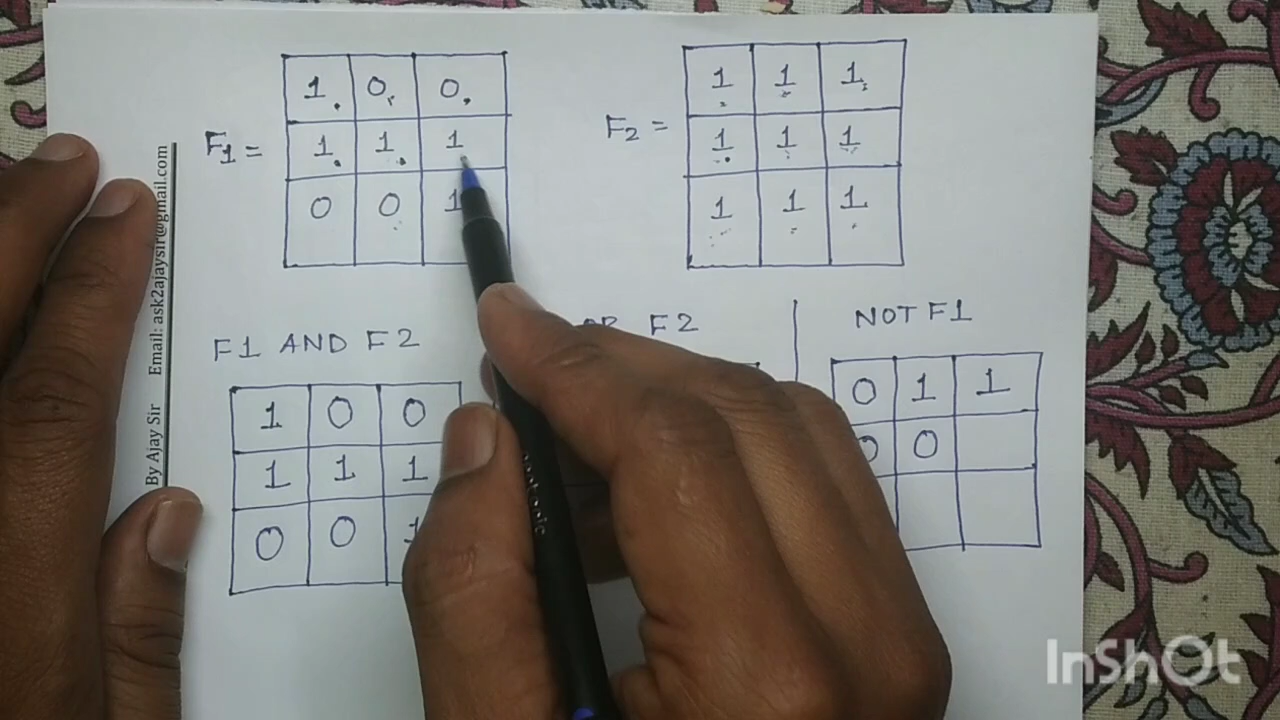 F1 =
1 0 0
1 1 1
0 0 1
F2 =
1 1 1
1 1 1
1 1 1
By Ajay Sir Email: ask2ajaysir@gmail.com
F1 AND F2
1 0 0
1 1 1
0 0 1
OR F2
NOT F1
0 1 1
0 0
InShOt